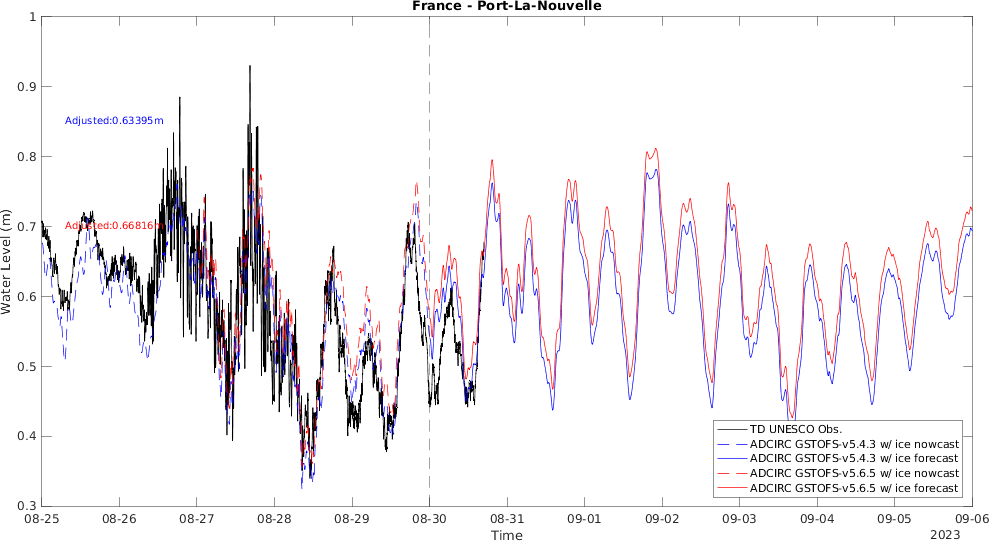 France - Port-La-Nouvelle
1
0.9
0.8
0.7
0.6
0.5
0.4
0.3
Water Level (m)
Adjusted:0.63395m
Adjusted:0.66816m
TD UNESCO Obs.
ADCIRC GSTOFS-v5.4.3 w/ ice nowcast
ADCIRC GSTOFS-v5.4.3 w/ ice forecast
ADCIRC GSTOFS-v5.6.5 w/ ice nowcast
ADCIRC GSTOFS-v5.6.5 w/ ice forecast
08-25 08-26 08-27 08-28 08-29 08-30 08-31 09-01 09-02 09-03 09-04 09-05 09-06
Time
2023